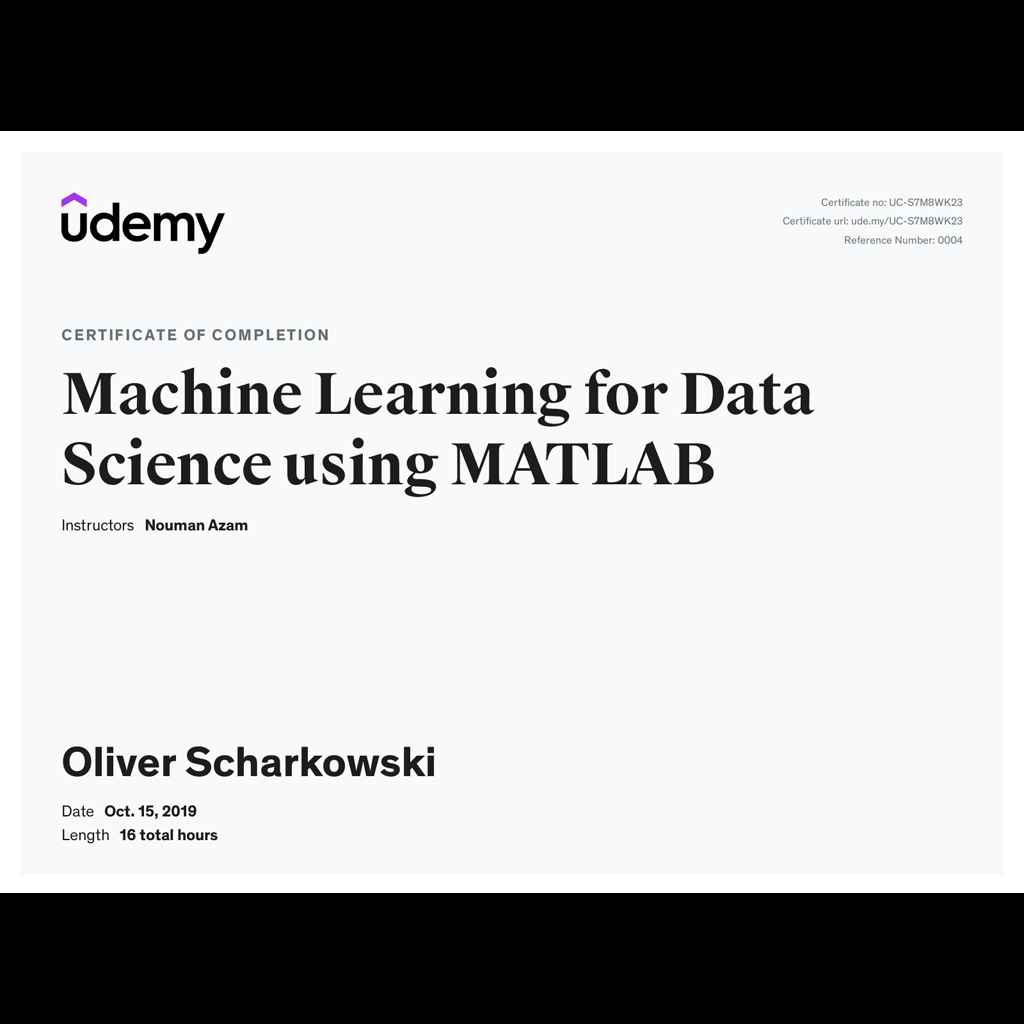 udemy
Certificate no: UC-S7M8WK23
Certificate url: ude.my/UC-S7M8WK23
Reference Number: 0004
CERTIFICATE OF COMPLETION
Machine Learning for Data
Science using MATLAB
Instructors Nouman Azam
Oliver Scharkowski
Date Oct. 15, 2019
Length 16 total hours